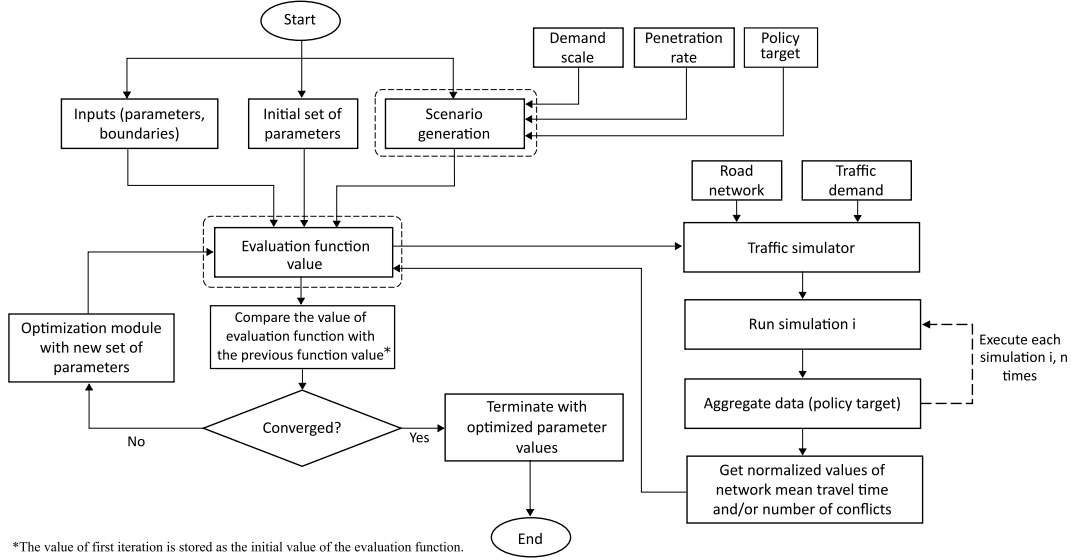 Start
Demand
scale
Penetration
rate
Policy
target
Inputs (parameters,
boundaries)
Initial set of
parameters
Scenario
generation
Road
network
Traffic
demand
Evaluation function
value
Traffic simulator
Optimization module
with new set of
parameters
Compare the value of
evaluation function with
the previous function value*
Run simulation i
Execute each
simulation i, n
times
Aggregate data (policy target)
Converged?
No
Yes
Terminate with
optimized parameter
values
Get normalized values of
network mean travel time
and/or number of conflicts
End
*The value of first iteration is stored as the initial value of the evaluation function.